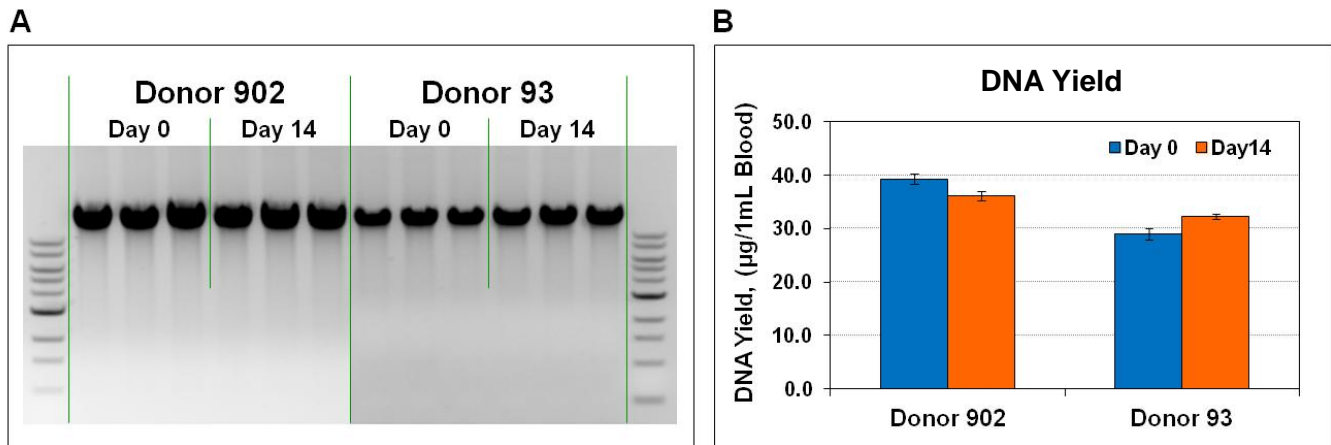 A
Donor 902 Donor 93
Day 0 Day 14 Day 0 Day 14
B
DNA Yield
DNA Yield, (µg/1mL Blood)
50.0
40.0
30.0
20.0
10.0
0.0
Day 0 Day14
Donor 902 Donor 93